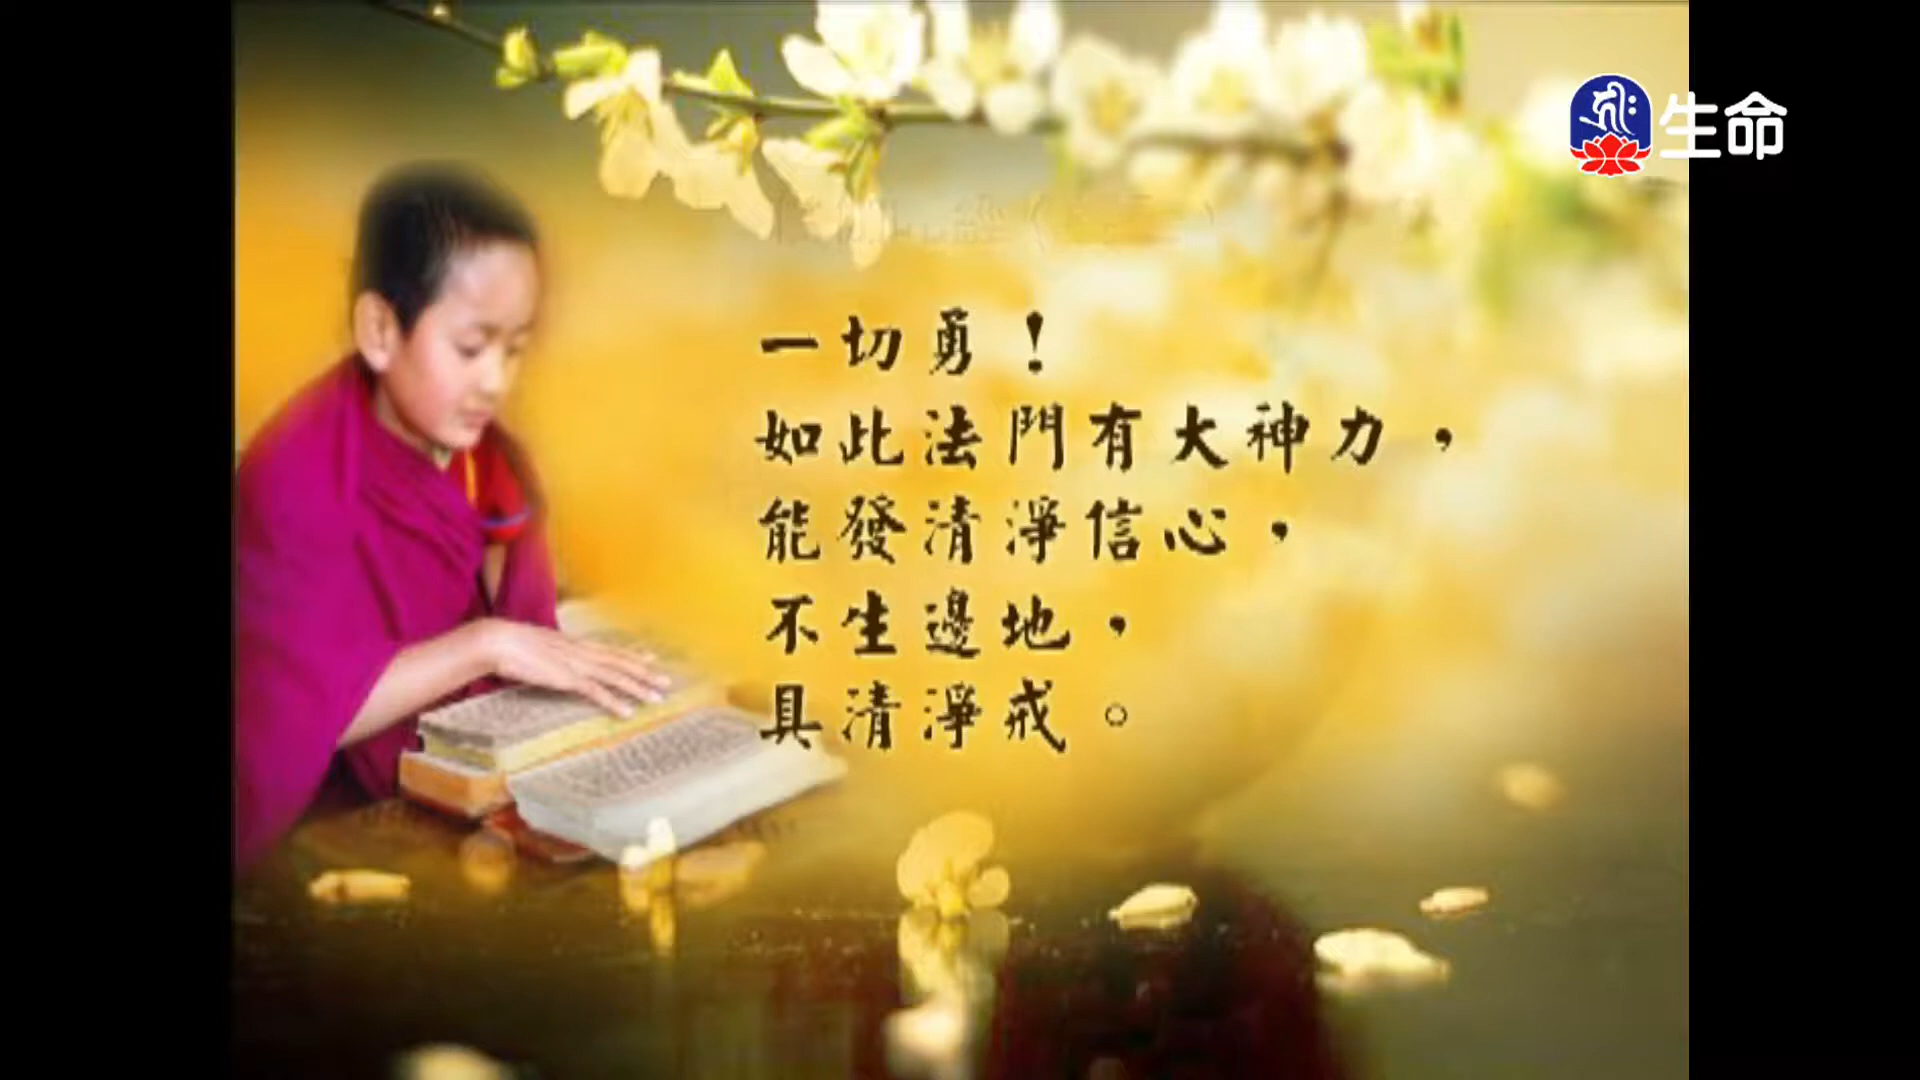 生命
一切勇！
如此法門有大神力，
能發清淨信心，
不生邊地，
具清淨戒。